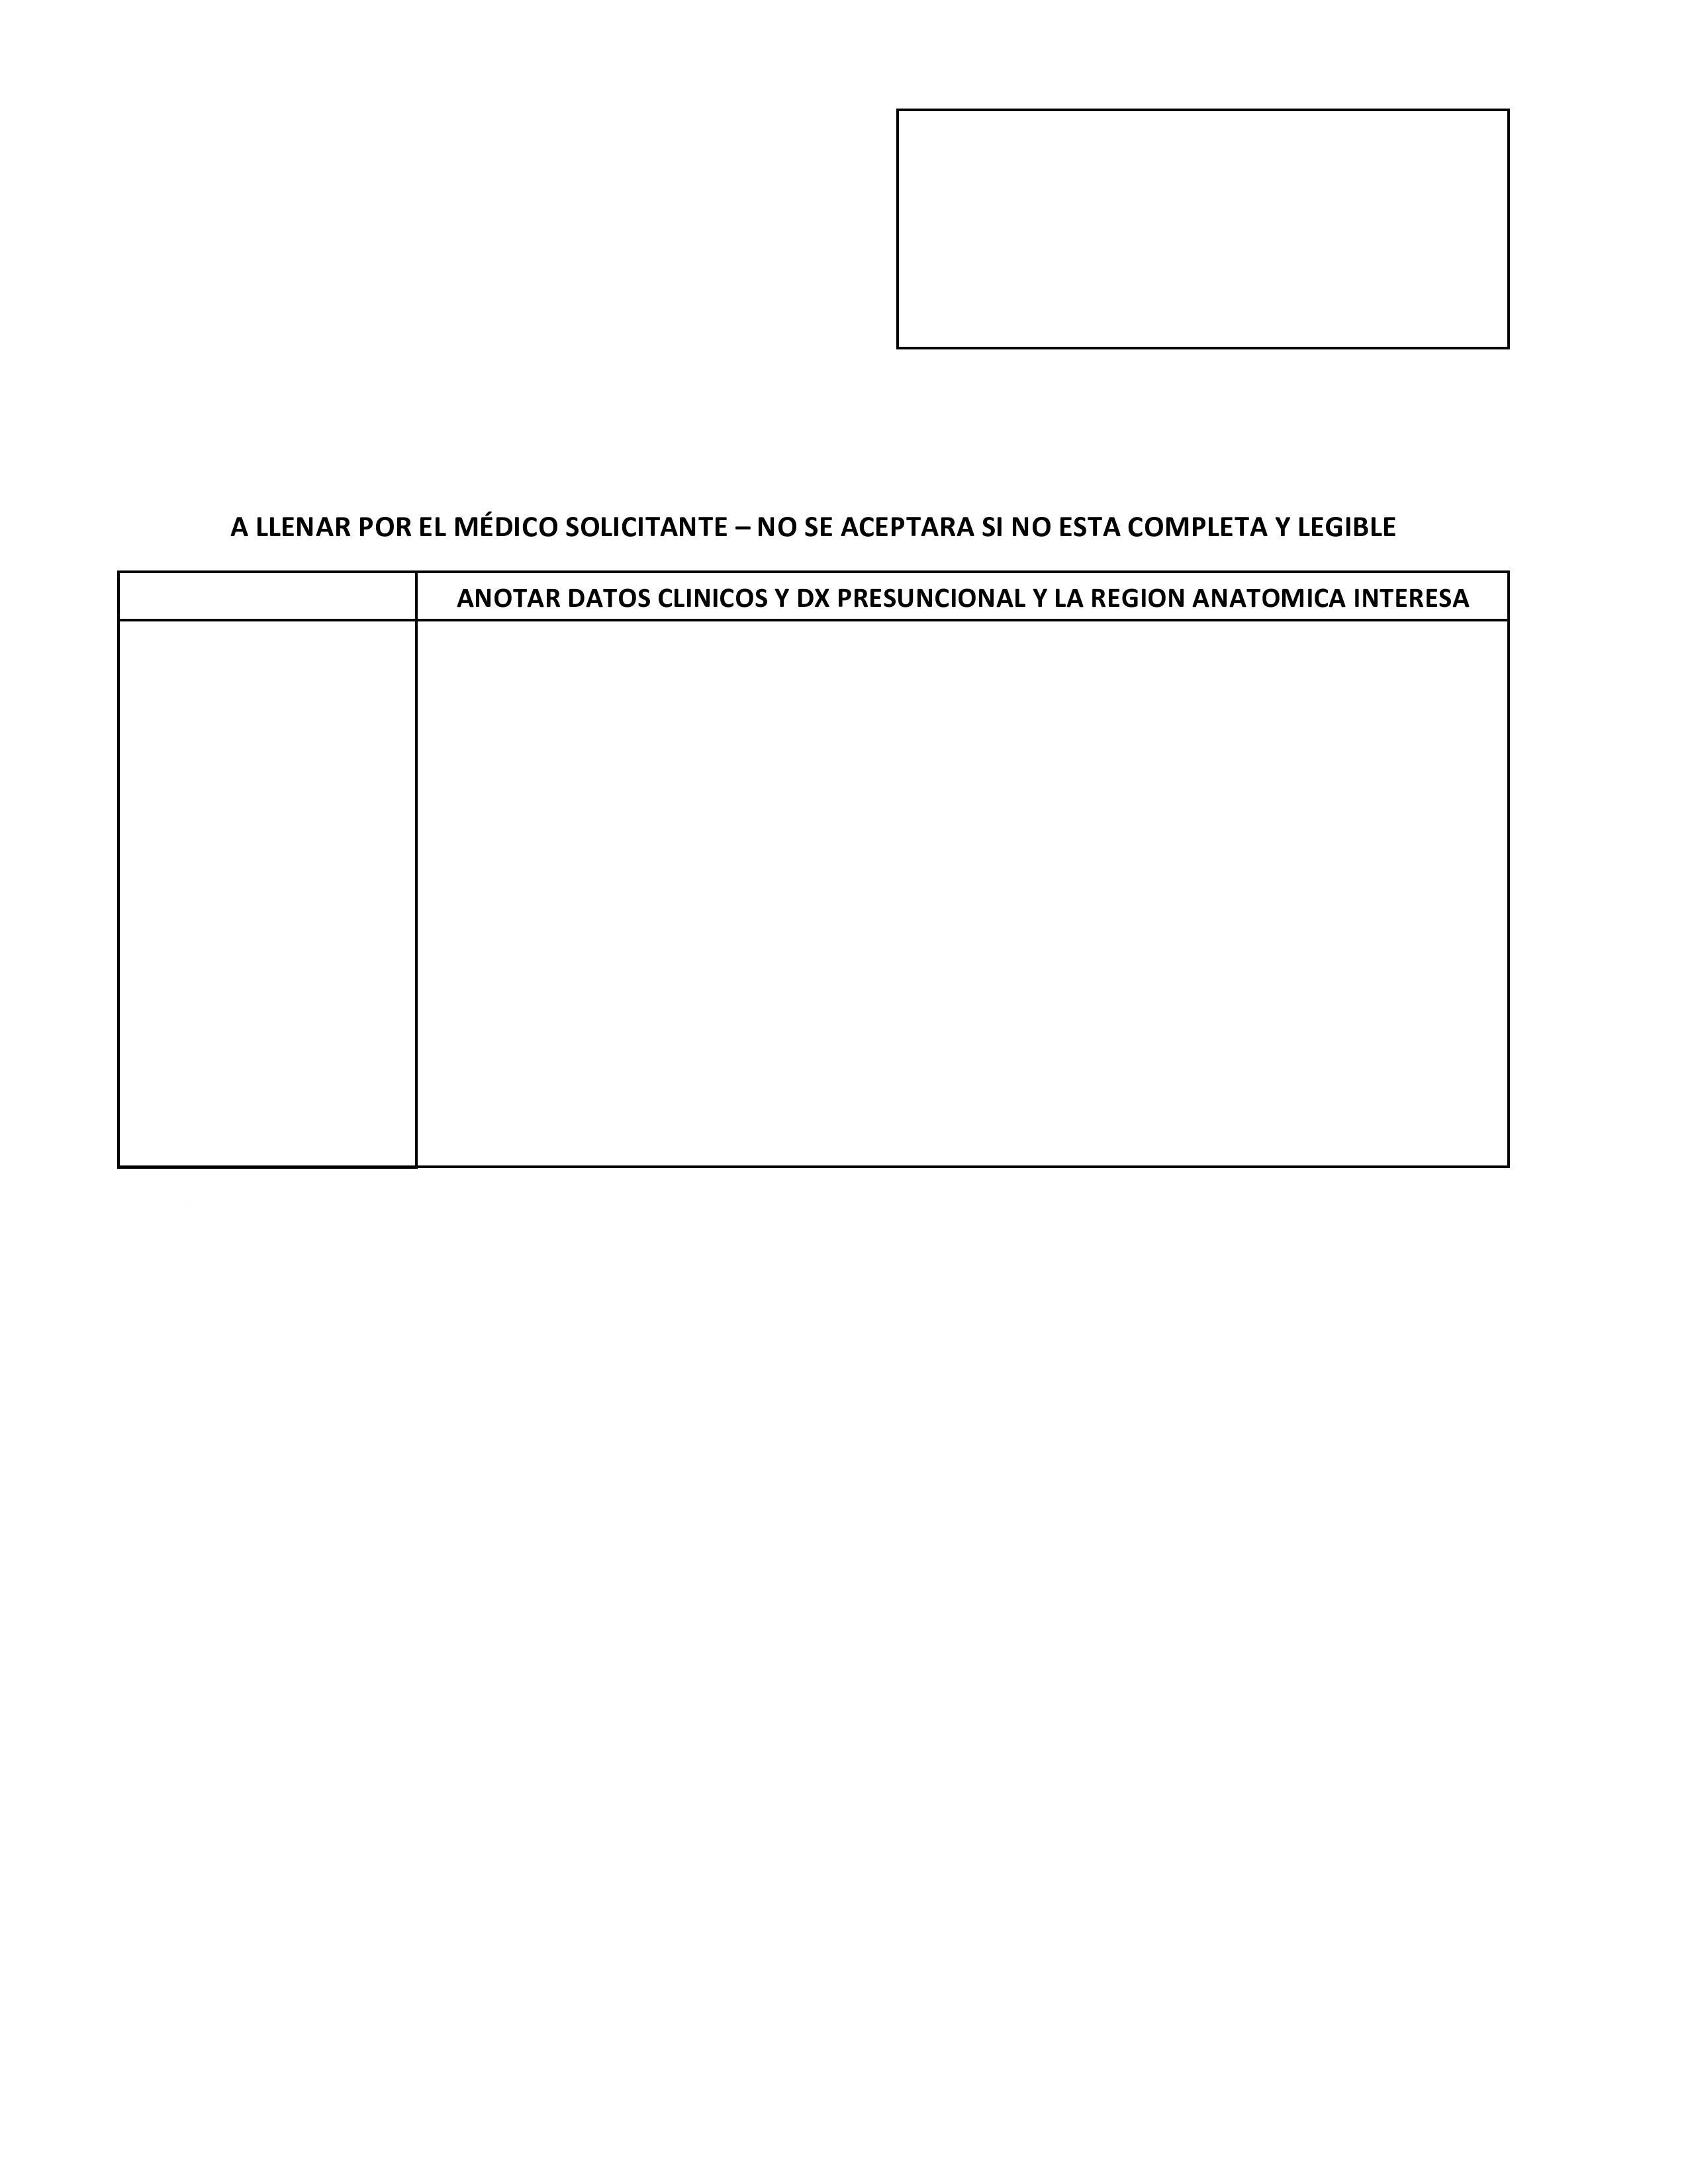 A LLENAR POR EL MÉDICO SOLICITANTE – NO SE ACEPTARA SI NO ESTA COMPLETA Y LEGIBLE
ANOTAR DATOS CLINICOS Y DX PRESUNCIONAL Y LA REGION ANATOMICA INTERESA